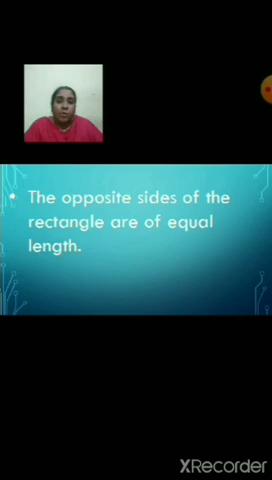 • The opposite sides of the
rectangle are of equal
length.
XRecorder